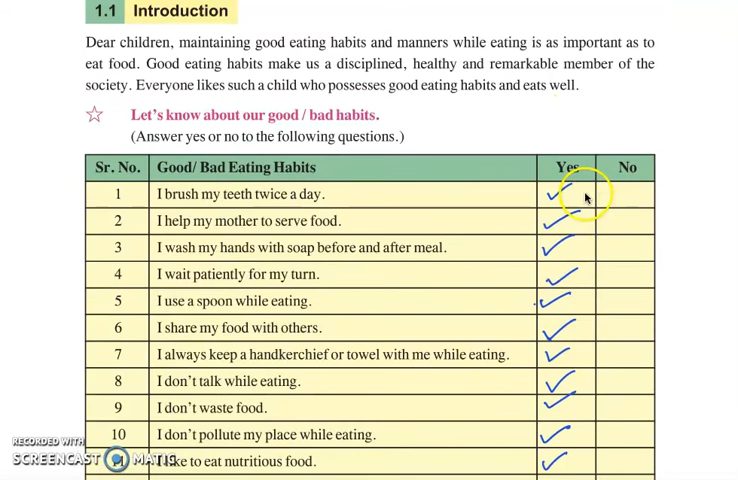 1.1 Introduction
Dear children, maintaining good eating habits and manners while eating is as important as to
eat food. Good eating habits make us a disciplined, healthy and remarkable member of the
society. Everyone likes such a child who possesses good eating habits and eats well.
☆ Let's know about our good / bad habits.
(Answer yes or no to the following questions.)
Sr. No. Good/ Bad Eating Habits Yes No
1 I brush my teeth twice a day. ✓
2 I help my mother to serve food. ✓
3 I wash my hands with soap before and after meal. ✓
4 I wait patiently for my turn. ✓
5 I use a spoon while eating. ✓
6 I share my food with others. ✓
7 I always keep a handkerchief or towel with me while eating. ✓
8 I don't talk while eating. ✓
9 I don't waste food. ✓
10 I don't pollute my place while eating. ✓
11 I like to eat nutritious food. ✓
RECORDED WITH
SCREENCAST MATIC